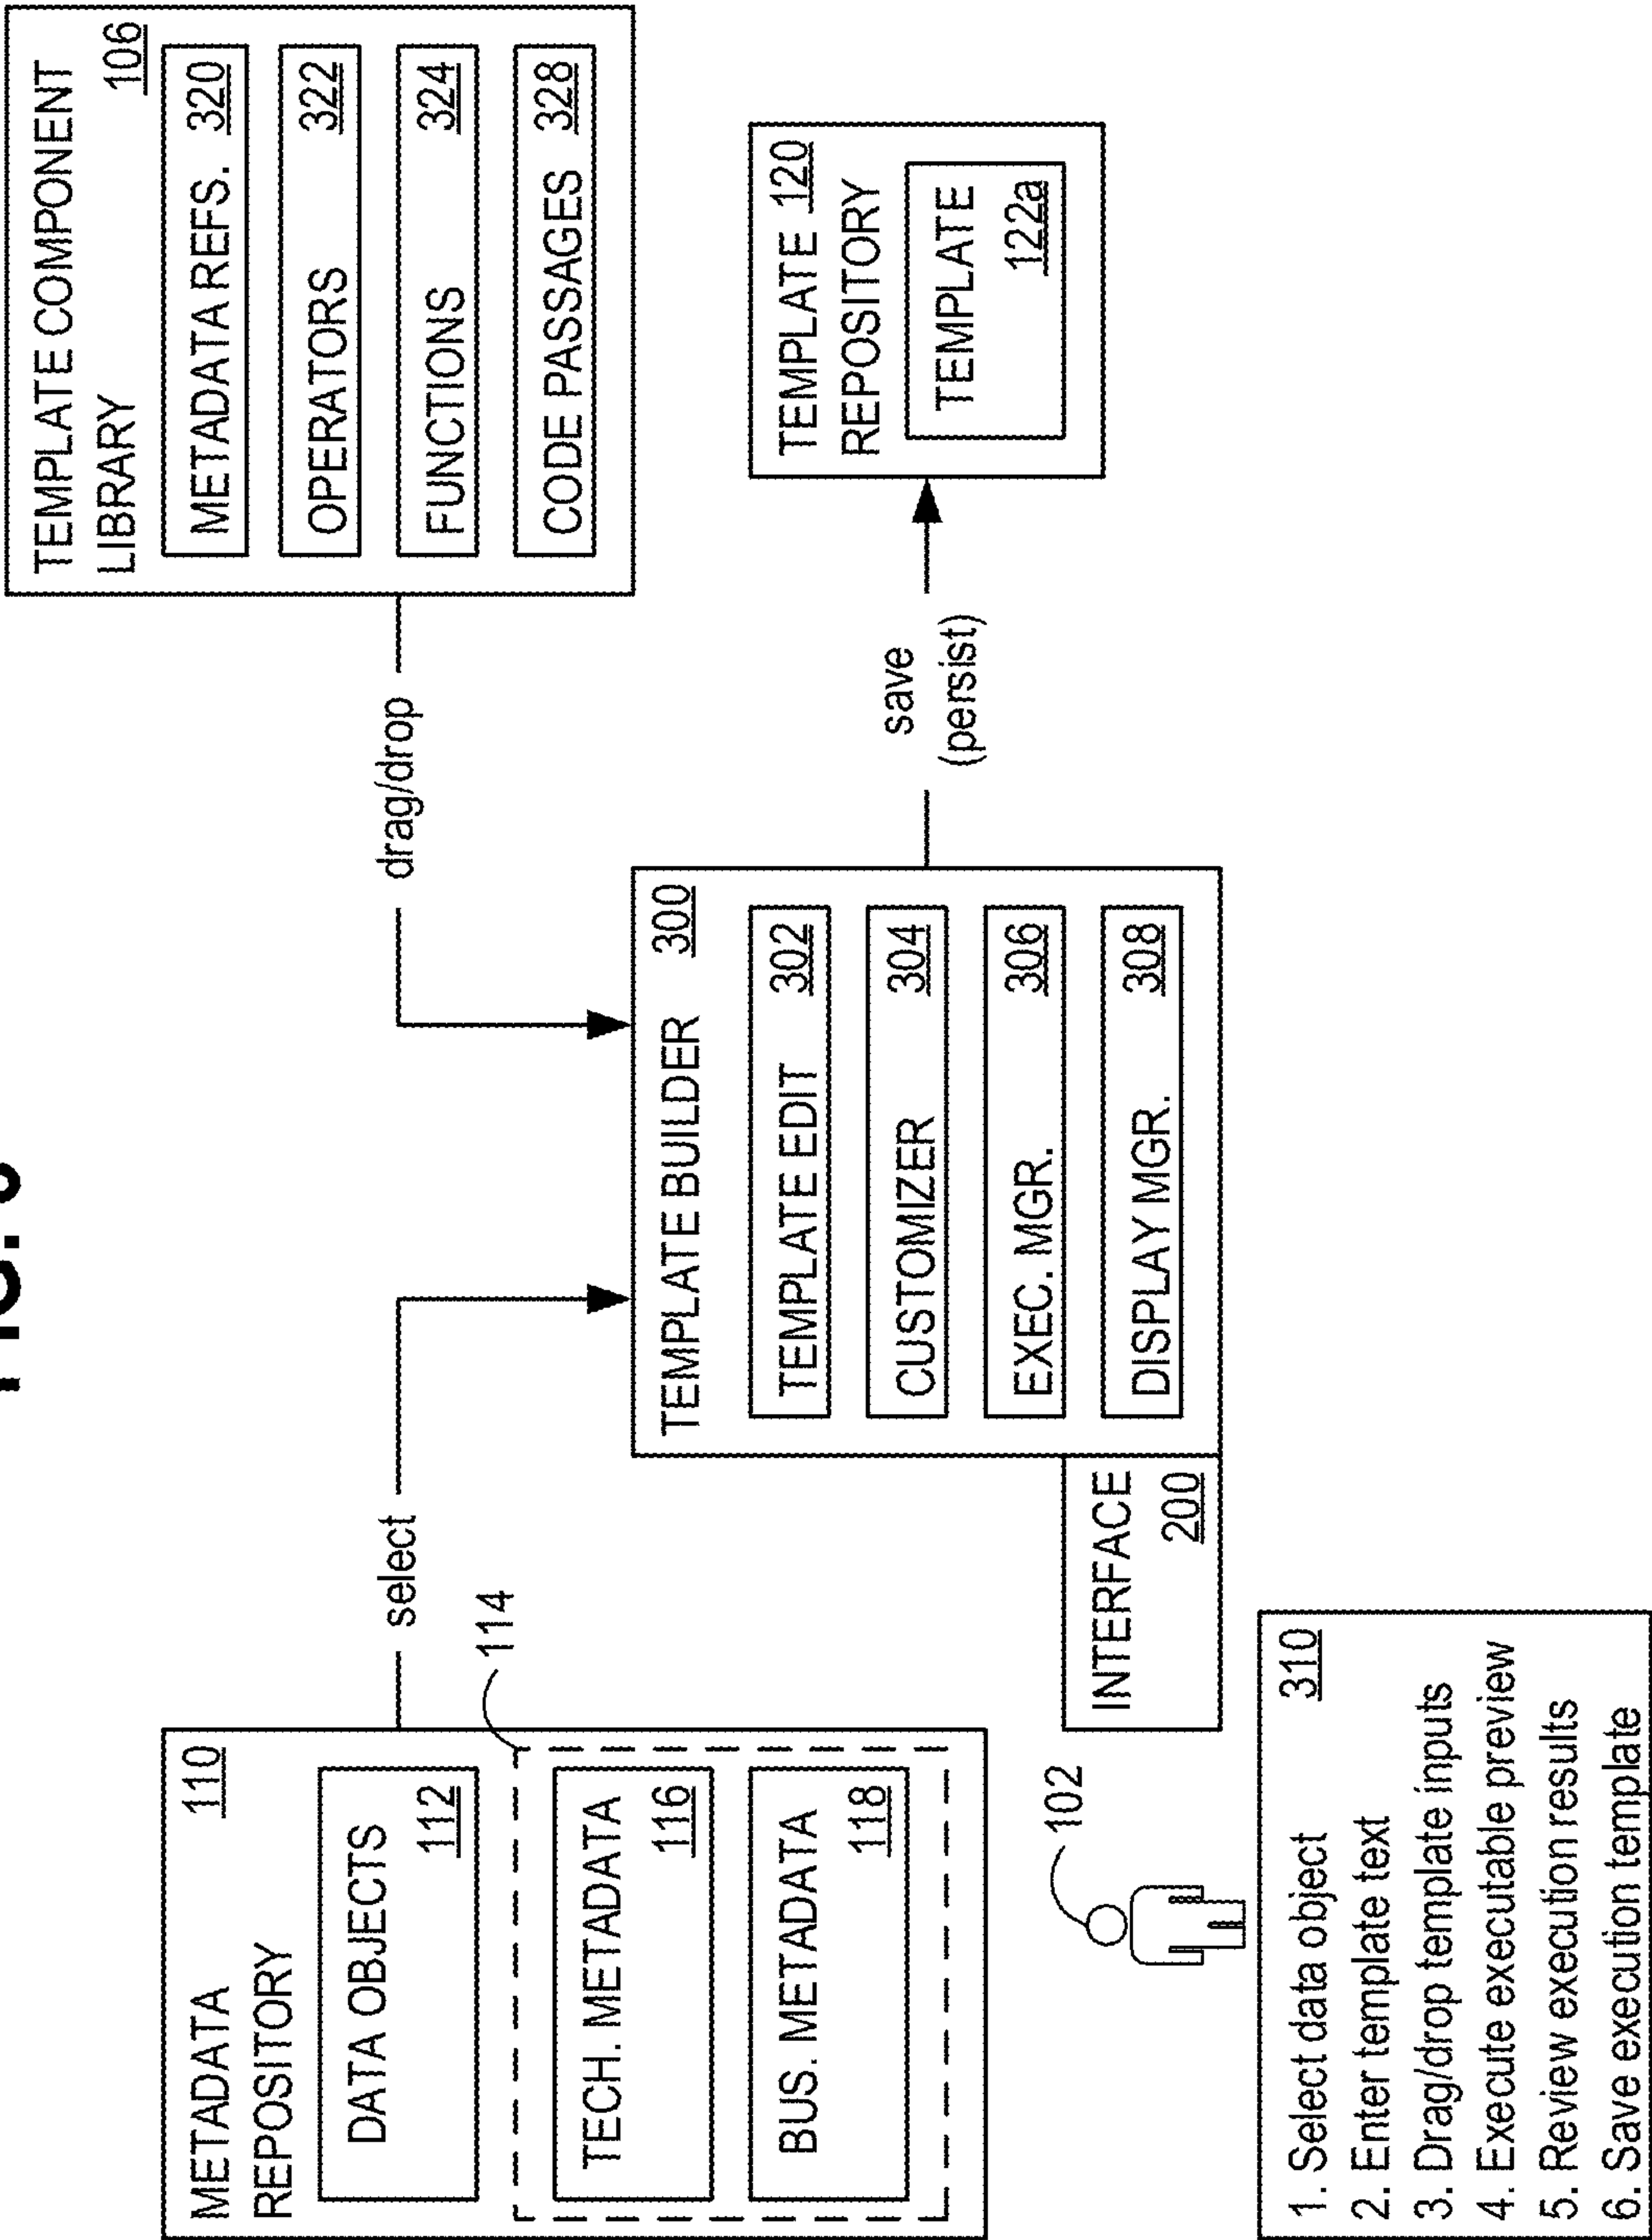 FIG. 3
METADATA
REPOSITORY
110
DATA OBJECTS
112
114
TECH. METADATA
116
BUS. METADATA
118
select
drag/drop
TEMPLATE COMPONENT
LIBRARY
106
METADATA REFS. 320
OPERATORS 322
FUNCTIONS 324
CODE PASSAGES 328
TEMPLATE BUILDER 300
TEMPLATE EDIT 302
CUSTOMIZER 304
EXEC. MGR. 306
DISPLAY MGR. 308
INTERFACE
200
save
(persist)
TEMPLATE 120
REPOSITORY
TEMPLATE
122a
102
310
1. Select data object
2. Enter template text
3. Drag/drop template inputs
4. Execute executable preview
5. Review execution results
6. Save execution template